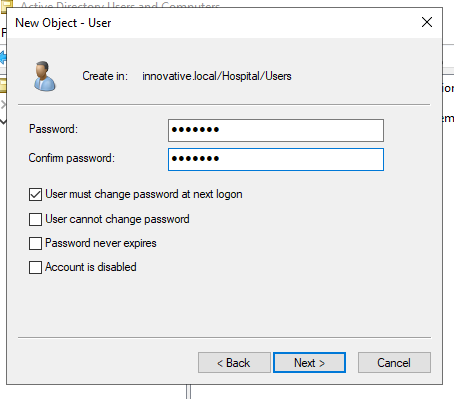 Active Directory Users and Computers
New Object - User
Create in: innovative.local/Hospital/Users
Password: •••••••
Confirm password: •••••••
User must change password at next logon
User cannot change password
Password never expires
Account is disabled
< Back Next > Cancel